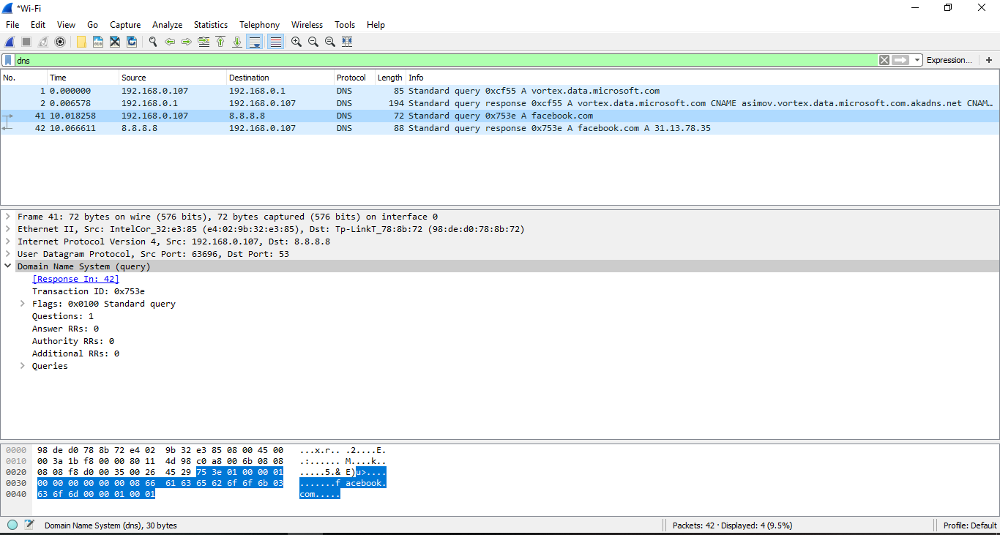 *Wi-Fi
File Edit View Go Capture Analyze Statistics Telephony Wireless Tools Help
dns Expression... +
No. Time Source Destination Protocol Length Info
1 0.000000 192.168.0.107 192.168.0.1 DNS 85 Standard query 0xcf55 A vortex.data.microsoft.com
2 0.006578 192.168.0.1 192.168.0.107 DNS 194 Standard query response 0xcf55 A vortex.data.microsoft.com CNAME asimov.vortex.data.microsoft.com.akadns.net CNAM…
41 10.018258 192.168.0.107 8.8.8.8 DNS 72 Standard query 0x753e A facebook.com
42 10.066611 8.8.8.8 192.168.0.107 DNS 88 Standard query response 0x753e A facebook.com A 31.13.78.35
Frame 41: 72 bytes on wire (576 bits), 72 bytes captured (576 bits) on interface 0
Ethernet II, Src: IntelCor_32:e3:85 (e4:02:9b:32:e3:85), Dst: Tp-LinkT_78:8b:72 (98:de:d0:78:8b:72)
Internet Protocol Version 4, Src: 192.168.0.107, Dst: 8.8.8.8
User Datagram Protocol, Src Port: 63696, Dst Port: 53
Domain Name System (query)
[Response In: 42]
Transaction ID: 0x753e
Flags: 0x0100 Standard query
Questions: 1
Answer RRs: 0
Authority RRs: 0
Additional RRs: 0
Queries
0000 98 de d0 78 8b 72 e4 02 9b 32 e3 85 08 00 45 00 ...x.r.. .2....E.
0010 00 3a 1b f8 00 00 80 11 4d 98 c0 a8 00 6b 08 08 .:...... M....k..
0020 08 08 f8 d0 00 35 00 26 45 29 75 3e 01 00 00 01 .....5.& E)u>....
0030 00 00 00 00 00 00 08 66 61 63 65 62 6f 6f 6b 03 .......f acebook.
0040 63 6f 6d 00 00 01 00 01 com.....
Domain Name System (dns), 30 bytes Packets: 42 · Displayed: 4 (9.5%) Profile: Default